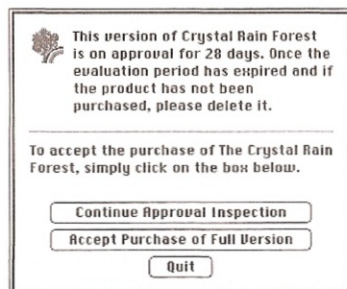 This version of Crystal Rain Forest
is on approval for 28 days. Once the
evaluation period has expired and if
the product has not been
purchased, please delete it.
To accept the purchase of The Crystal Rain
Forest, simply click on the box below.
Continue Approval Inspection
Accept Purchase of Full Version
Quit